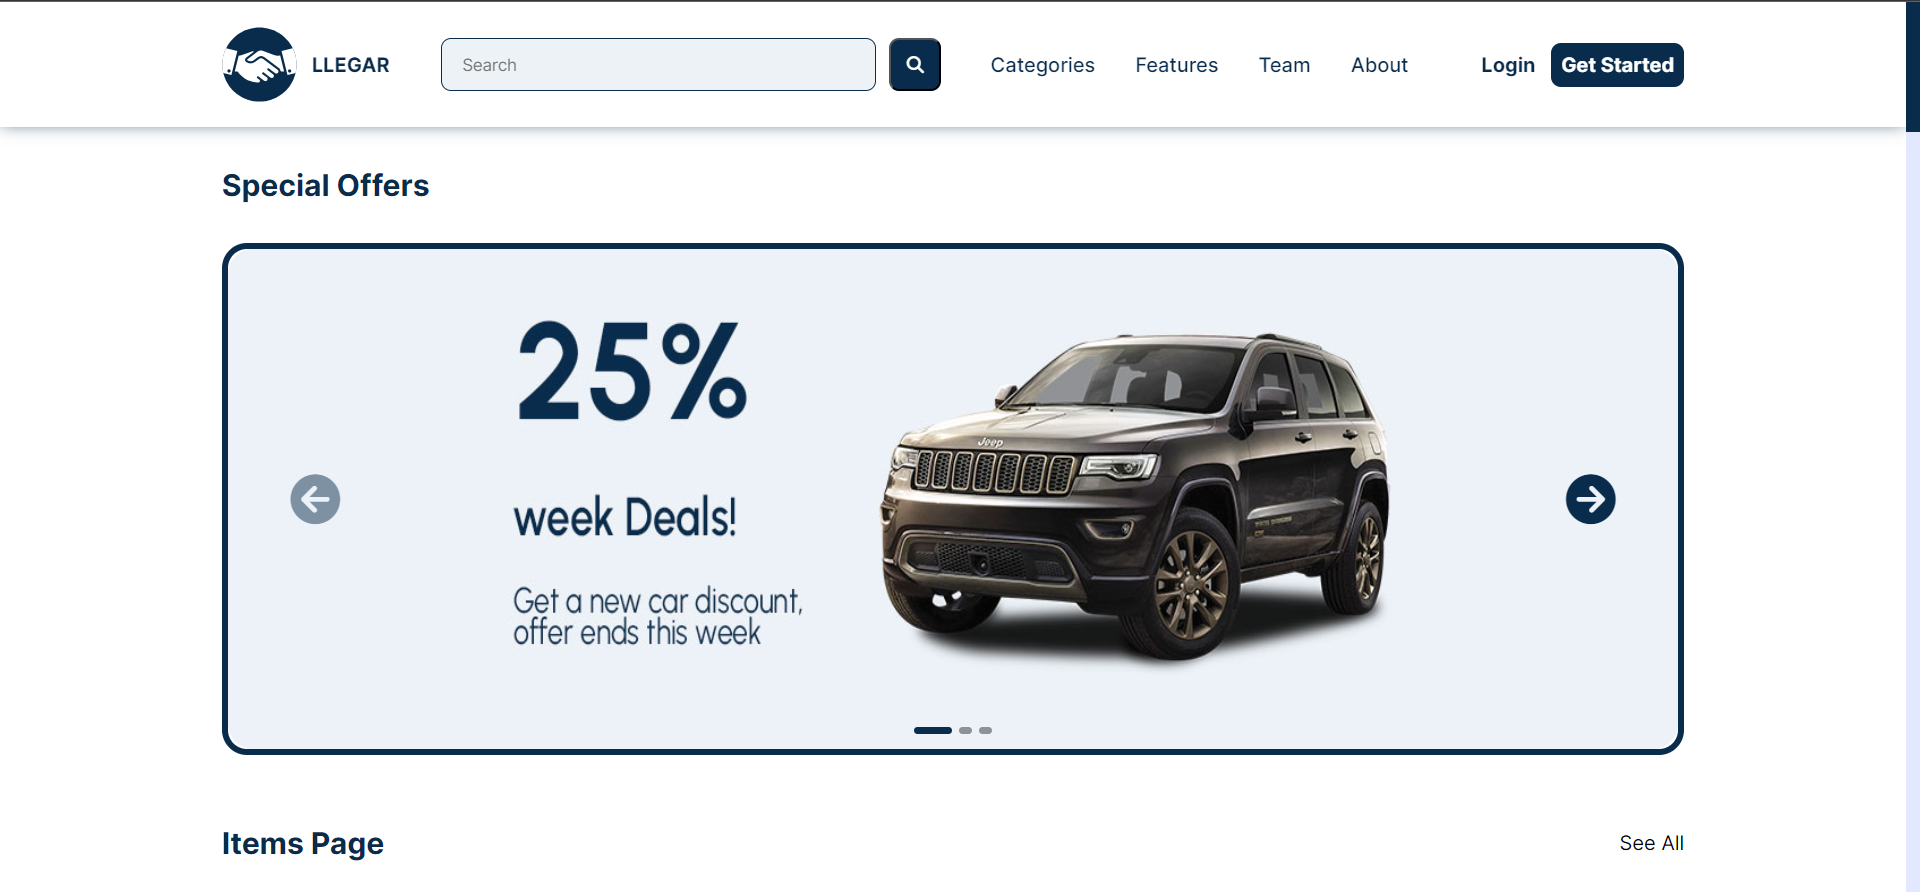 LLEGAR
Search
Categories
Features
Team
About
Login
Get Started
Special Offers
25%
week Deals!
Get a new car discount,
offer ends this week
Jeep
Items Page
See All